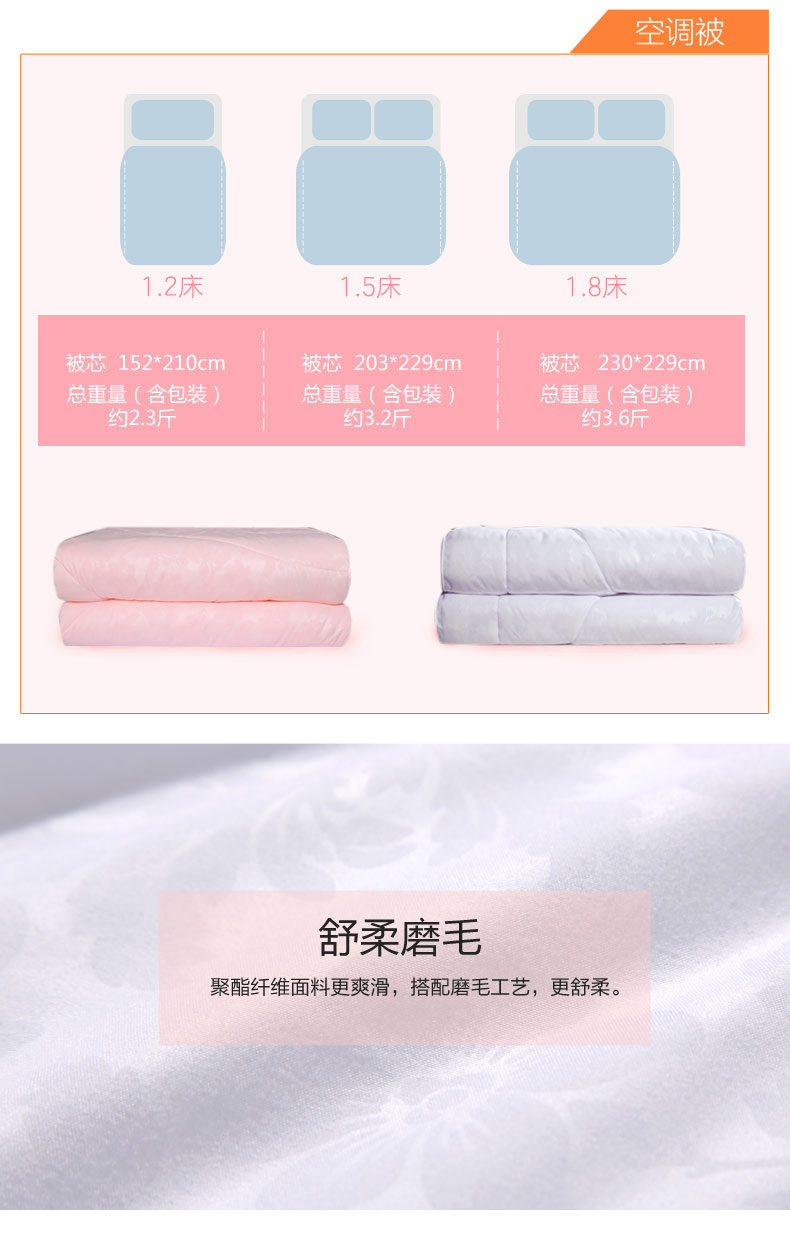 空调被
1.2床
1.5床
1.8床
被芯 152*210cm
总重量（含包装）
约2.3斤
被芯 203*229cm
总重量（含包装）
约3.2斤
被芯 230*229cm
总重量（含包装）
约3.6斤
舒柔磨毛
聚酯纤维面料更爽滑，搭配磨毛工艺，更舒柔。